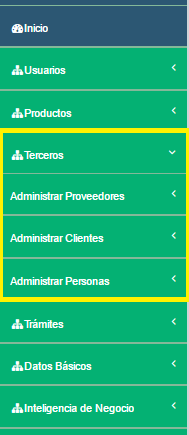 Inicio
Usuarios
Productos
Terceros
Administrar Proveedores
Administrar Clientes
Administrar Personas
Trámites
Datos Básicos
Inteligencia de Negocio